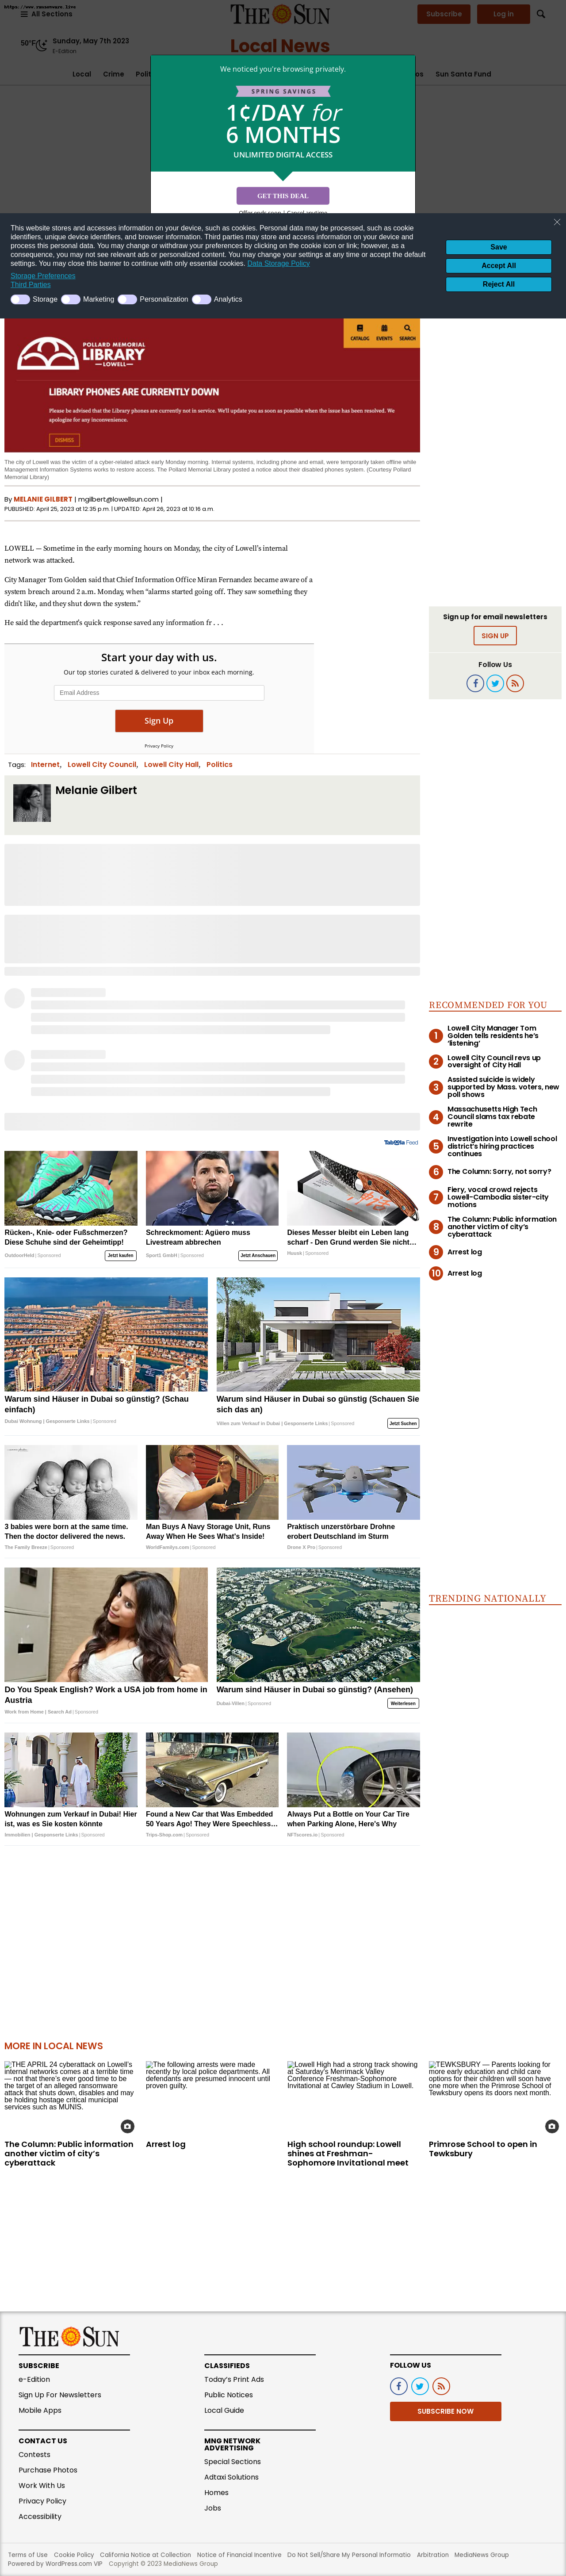 https://www.ransomware.live
All Sections
THE SUN
Subscribe
Log in
50°F
Sunday, May 7th 2023
E-Edition
Local News
Local
Crime
Sun Santa Fund
We noticed you're browsing privately.
SPRING SAVINGS
1¢/DAY for
6 MONTHS
UNLIMITED DIGITAL ACCESS
GET THIS DEAL
This website stores data and accesses information such as cookies. Personal data may be processed, such as cookie
identifiers, unique device identifiers, and browser information. Third parties may store and access information on your device and
process this personal data. You may change or withdraw your preferences by clicking on the cookie icon or link; however, as a
consequence, you may not see relevant ads or personalized content. You can come back any time to change your
settings. You may close this banner to continue with only essential cookies. Data Storage Policy
Storage Preferences
Third Parties
Storage
Marketing
Personalization
Analytics
Save
Accept All
Reject All
POLLARD MEMORIAL
LIBRARY
LOWELL
CATALOG
EVENTS
SEARCH
LIBRARY PHONES ARE CURRENTLY DOWN
Please be advised that the Library phones are currently not in service. We'll update you as soon as possible when the issue has been resolved. We
apologize for any inconvenience.
DISMISS
The city of Lowell was the victim of a cyber-related attack early Monday morning. Internal systems, including phone and email, were temporarily taken offline while
Management Information Systems works to restore access. The Pollard Memorial Library posted a notice about their disabled phones system. (Courtesy Pollard
Memorial Library)
By MELANIE GILBERT | mgilbert@lowellsun.com |
PUBLISHED: April 25, 2023 at 12:35 p.m. | UPDATED: April 26, 2023 at 10:16 a.m.
LOWELL — Sometime in the early morning hours on Monday, the city of Lowell's internal
network was attacked.
City Manager Tom Golden said that Chief Information Office Miran Fernandez became aware of a
system breach around 2 a.m. Monday, when "alarms started going off. They saw something they
didn't like, and they shut down the system."
He said the department's quick response saved any information fr . . .
Start your day with us.
Our top stories curated & delivered to your inbox each morning.
Email Address
Sign Up
Privacy Policy
Sign up for email newsletters
SIGN UP
Follow Us
Tags: Internet, Lowell City Council, Lowell City Hall, Politics
Melanie Gilbert
RECOMMENDED FOR YOU
1 Lowell City Manager Tom
Golden tells residents he's
'listening'
2 Lowell City Council revs up
oversight of City Hall
3 Assisted suicide is widely
supported by Mass. voters, new
poll shows
4 Massachusetts High Tech
Council slams tax rebate
rewrite
5 Investigation into Lowell school
district's hiring practices
continues
6 The Column: Sorry, not sorry?
7 Fiery, vocal crowd rejects
Lowell-Cambodia sister-city
motions
8 The Column: Public information
another victim of city's
cyberattack
9 Arrest log
10 Arrest log
Taboola Feed
Rücken-, Knie- oder Fußschmerzen?
Diese Schuhe sind der Geheimtipp!
OutdoorHeld | Sponsored
Jetzt kaufen
Schreckmoment: Agüero muss
Livestream abbrechen
Sport1 GmbH | Sponsored
Jetzt Anschauen
Dieses Messer bleibt ein Leben lang
scharf - Den Grund werden Sie nicht…
Huusk | Sponsored
Warum sind Häuser in Dubai so günstig? (Schau
einfach)
Dubai Wohnung | Gesponserte Links | Sponsored
Warum sind Häuser in Dubai so günstig (Schauen Sie
sich das an)
Villen zum Verkauf in Dubai | Gesponserte Links | Sponsored
Jetzt Suchen
3 babies were born at the same time.
Then the doctor delivered the news.
The Family Breeze | Sponsored
Man Buys A Navy Storage Unit, Runs
Away When He Sees What's Inside!
WorldFamilys.com | Sponsored
Praktisch unzerstörbare Drohne
erobert Deutschland im Sturm
Drone X Pro | Sponsored
Do You Speak English? Work a USA job from home in
Austria
Work from Home | Search Ad | Sponsored
Warum sind Häuser in Dubai so günstig? (Ansehen)
Dubai-Villen | Sponsored
Weiterlesen
TRENDING NATIONALLY
Wohnungen zum Verkauf in Dubai! Hier
ist, was es Sie kosten könnte
Immobilien | Gesponserte Links | Sponsored
Found a New Car that Was Embedded
50 Years Ago! They Were Speechless…
Trips-Shop.com | Sponsored
Always Put a Bottle on Your Car Tire
when Parking Alone, Here's Why
NFTscores.io | Sponsored
MORE IN LOCAL NEWS
THE APRIL 24 cyberattack on Lowell's
internal networks comes at a terrible time
— not that there's ever good time to be
the target of an alleged ransomware
attack that shuts down, disables and may
be holding hostage critical municipal
services such as MUNIS.
The Column: Public information
another victim of city's
cyberattack
The following arrests were made
recently by local police departments. All
defendants are presumed innocent until
proven guilty.
Arrest log
Lowell High had a strong track showing
at Saturday's Merrimack Valley
Conference Freshman-Sophomore
Invitational at Cawley Stadium in Lowell.
High school roundup: Lowell
shines at Freshman-
Sophomore Invitational meet
TEWKSBURY — Parents looking for
more early education and child care
options for their children will soon have
one more when the Primrose School of
Tewksbury opens its doors next month.
Primrose School to open in
Tewksbury
THE SUN
SUBSCRIBE
e-Edition
Sign Up For Newsletters
Mobile Apps
CLASSIFIEDS
Today's Print Ads
Public Notices
Local Guide
FOLLOW US
SUBSCRIBE NOW
CONTACT US
Contests
Purchase Photos
Work With Us
Privacy Policy
Accessibility
MNG NETWORK
ADVERTISING
Special Sections
Adtaxi Solutions
Homes
Jobs
Terms of Use Cookie Policy California Notice at Collection Notice of Financial Incentive Do Not Sell/Share My Personal Informatio Arbitration MediaNews Group
Powered by WordPress.com VIP Copyright © 2023 MediaNews Group